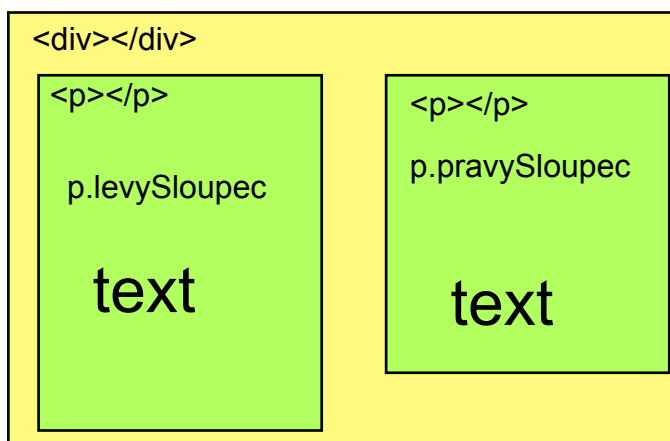 <div></div>
<p></p>
p.levySloupec
text
<p></p>
p.pravySloupec
text